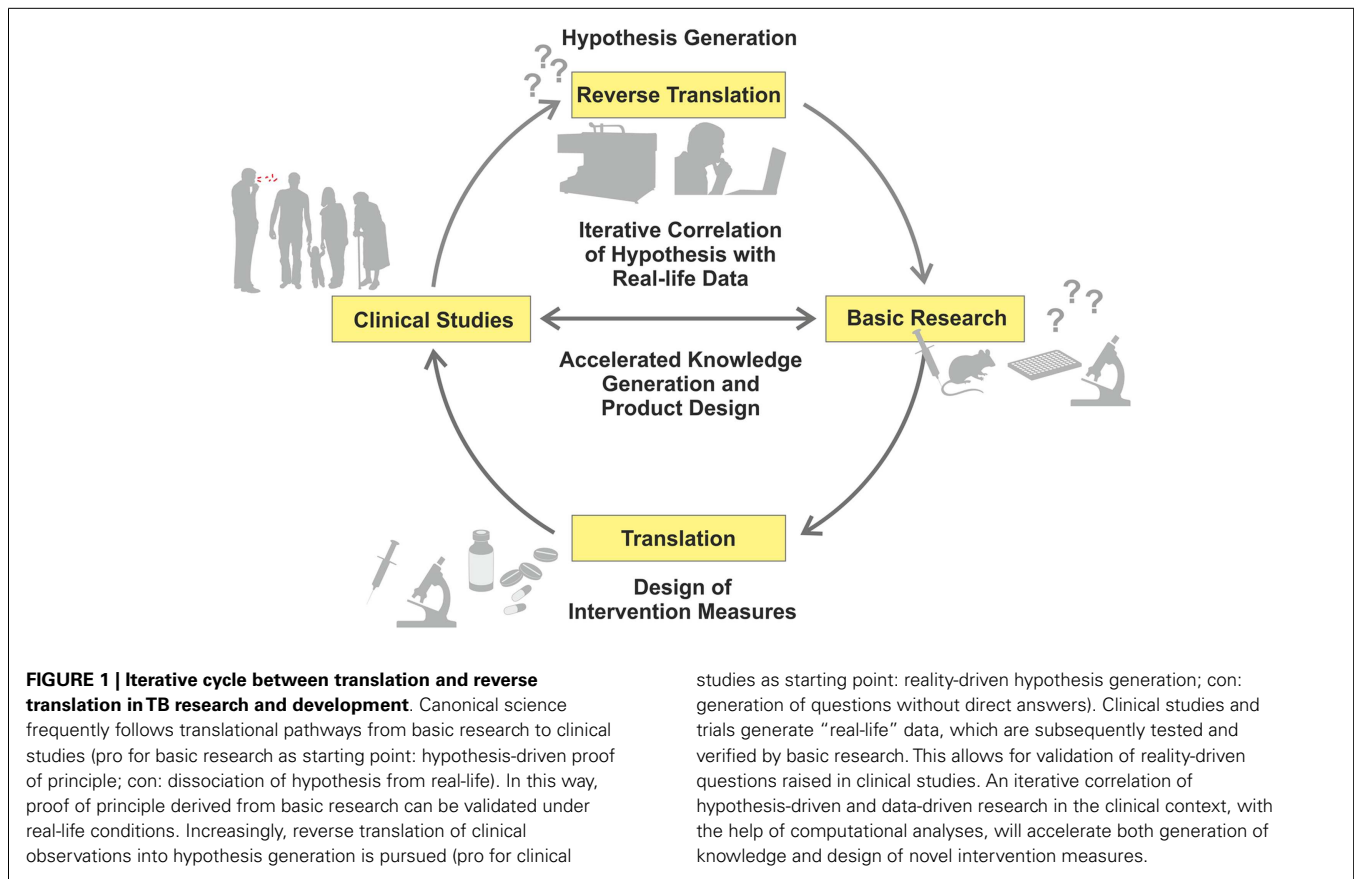 Hypothesis Generation
? ? ?
Reverse Translation
Iterative Correlation
of Hypothesis with
Real-life Data
Clinical Studies
Basic Research
? ? ?
Accelerated Knowledge
Generation and
Product Design
Translation
Design of
Intervention Measures
FIGURE 1 | Iterative cycle between translation and reverse
translation in TB research and development. Canonical science
frequently follows translational pathways from basic research to clinical
studies (pro for basic research as starting point: hypothesis-driven proof
of principle; con: dissociation of hypothesis from real-life). In this way,
proof of principle derived from basic research can be validated under
real-life conditions. Increasingly, reverse translation of clinical
observations into hypothesis generation is pursued (pro for clinical
studies as starting point: reality-driven hypothesis generation; con:
generation of questions without direct answers). Clinical studies and
trials generate “real-life” data, which are subsequently tested and
verified by basic research. This allows for validation of reality-driven
questions raised in clinical studies. An iterative correlation of
hypothesis-driven and data-driven research in the clinical context, with
the help of computational analyses, will accelerate both generation of
knowledge and design of novel intervention measures.